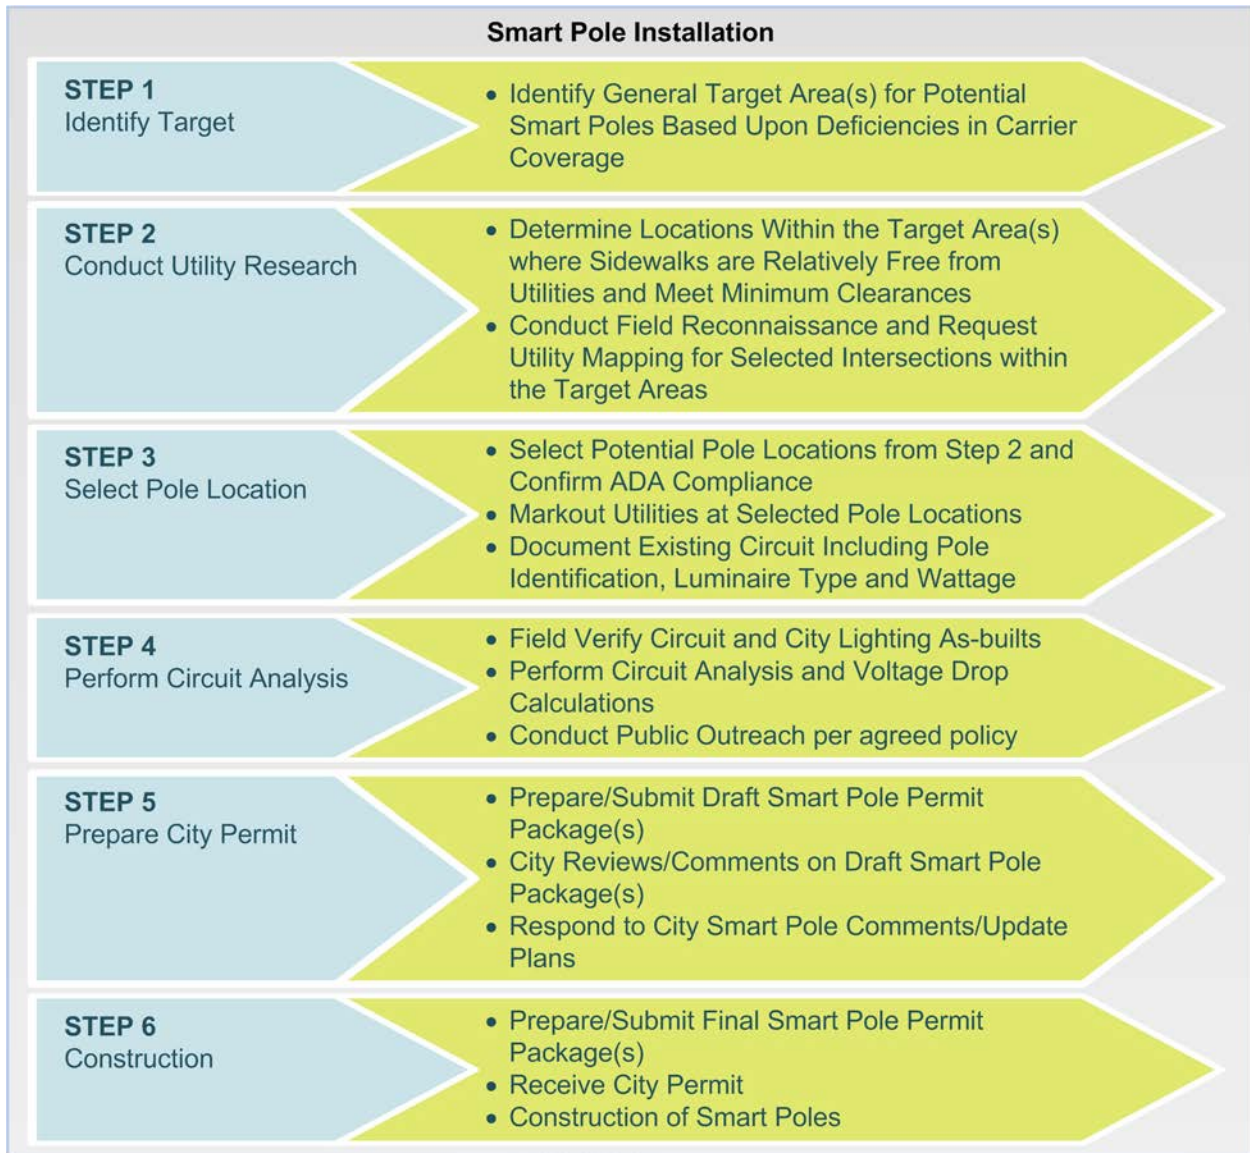 Smart Pole Installation
STEP 1
Identify Target
• Identify General Target Area(s) for Potential
Smart Poles Based Upon Deficiencies in Carrier
Coverage
STEP 2
Conduct Utility Research
• Determine Locations Within the Target Area(s)
where Sidewalks are Relatively Free from
Utilities and Meet Minimum Clearances
• Conduct Field Reconnaissance and Request
Utility Mapping for Selected Intersections within
the Target Areas
STEP 3
Select Pole Location
• Select Potential Pole Locations from Step 2 and
Confirm ADA Compliance
• Markout Utilities at Selected Pole Locations
• Document Existing Circuit Including Pole
Identification, Luminaire Type and Wattage
STEP 4
Perform Circuit Analysis
• Field Verify Circuit and City Lighting As-builts
• Perform Circuit Analysis and Voltage Drop
Calculations
• Conduct Public Outreach per agreed policy
STEP 5
Prepare City Permit
• Prepare/Submit Draft Smart Pole Permit
Package(s)
• City Reviews/Comments on Draft Smart Pole
Package(s)
• Respond to City Smart Pole Comments/Update
Plans
STEP 6
Construction
• Prepare/Submit Final Smart Pole Permit
Package(s)
• Receive City Permit
• Construction of Smart Poles